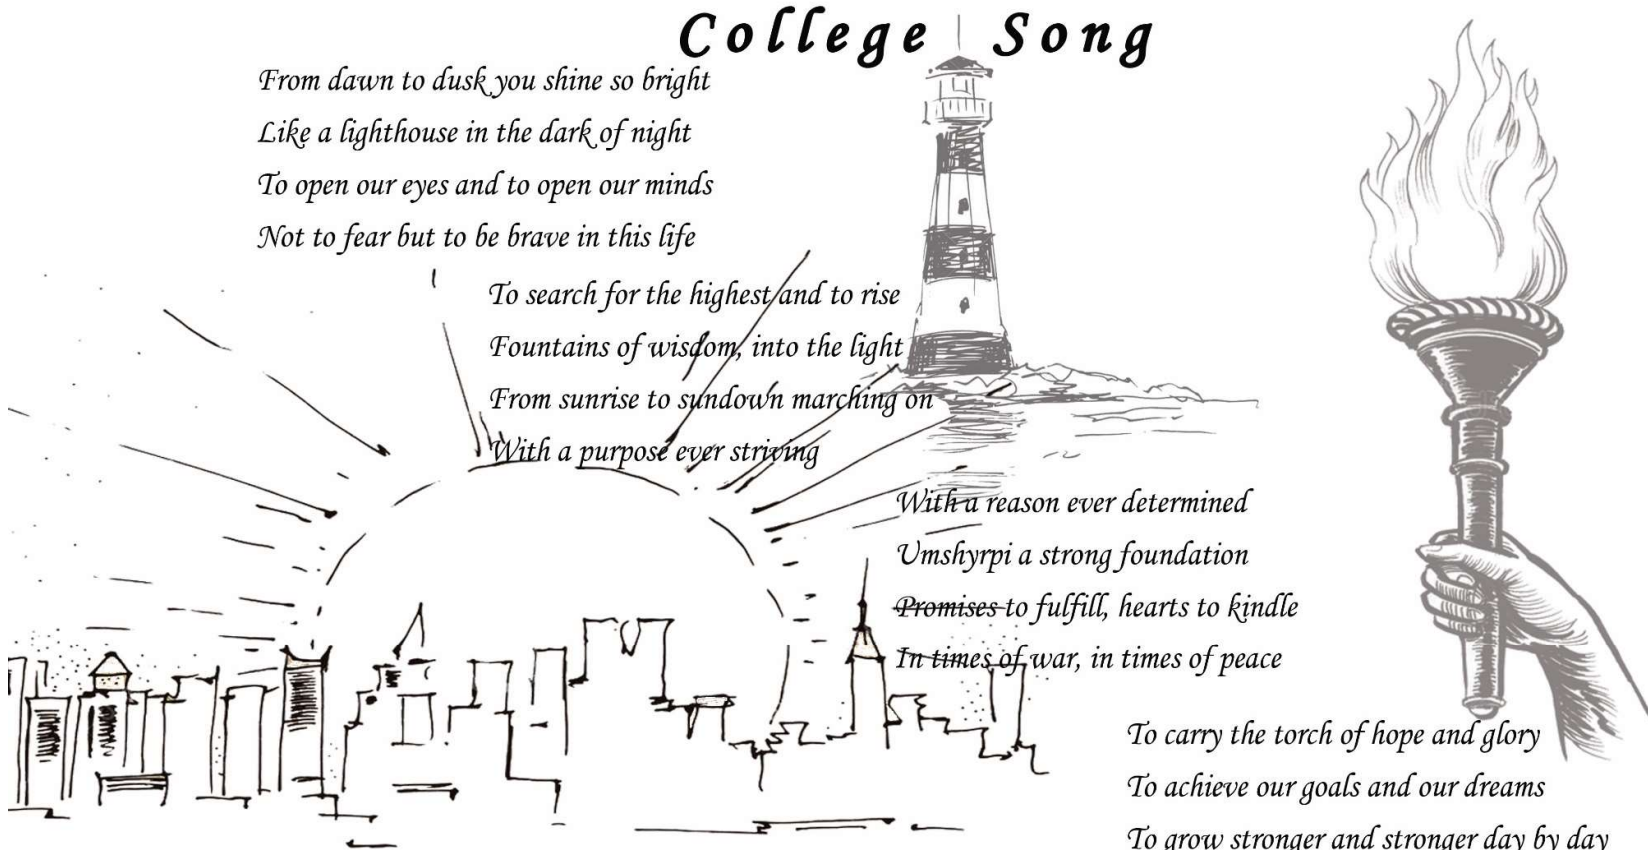 College Song
From dawn to dusk you shine so bright
Like a lighthouse in the dark of night
To open our eyes and to open our minds
Not to fear but to be brave in this life
To search for the highest and to rise
Fountains of wisdom, into the light
From sunrise to sundown marching on
With a purpose ever striving
With a reason ever determined
Umshyrpi a strong foundation
Promises to fulfill, hearts to kindle
In times of war, in times of peace
To carry the torch of hope and glory
To achieve our goals and our dreams
To grow stronger and stronger day by day